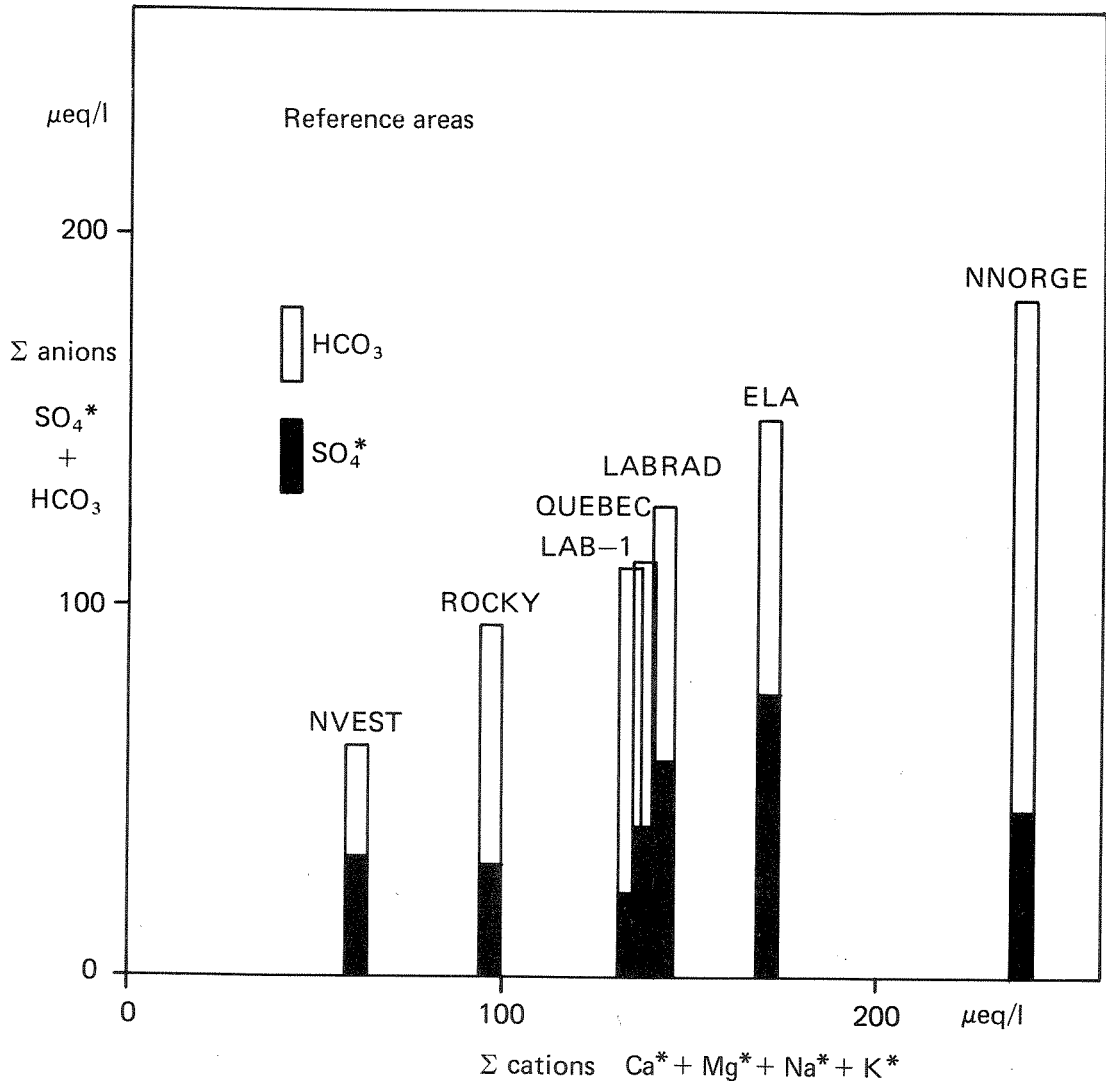 μeq/l
Reference areas
200
NNORGE
HCO₃
Σ anions
SO₄*
+
HCO₃
SO₄*
ELA
LABRAD
QUEBEC
LAB–1
100
ROCKY
NVEST
0
0
100
200
μeq/l
Σ cations Ca* + Mg* + Na* + K*